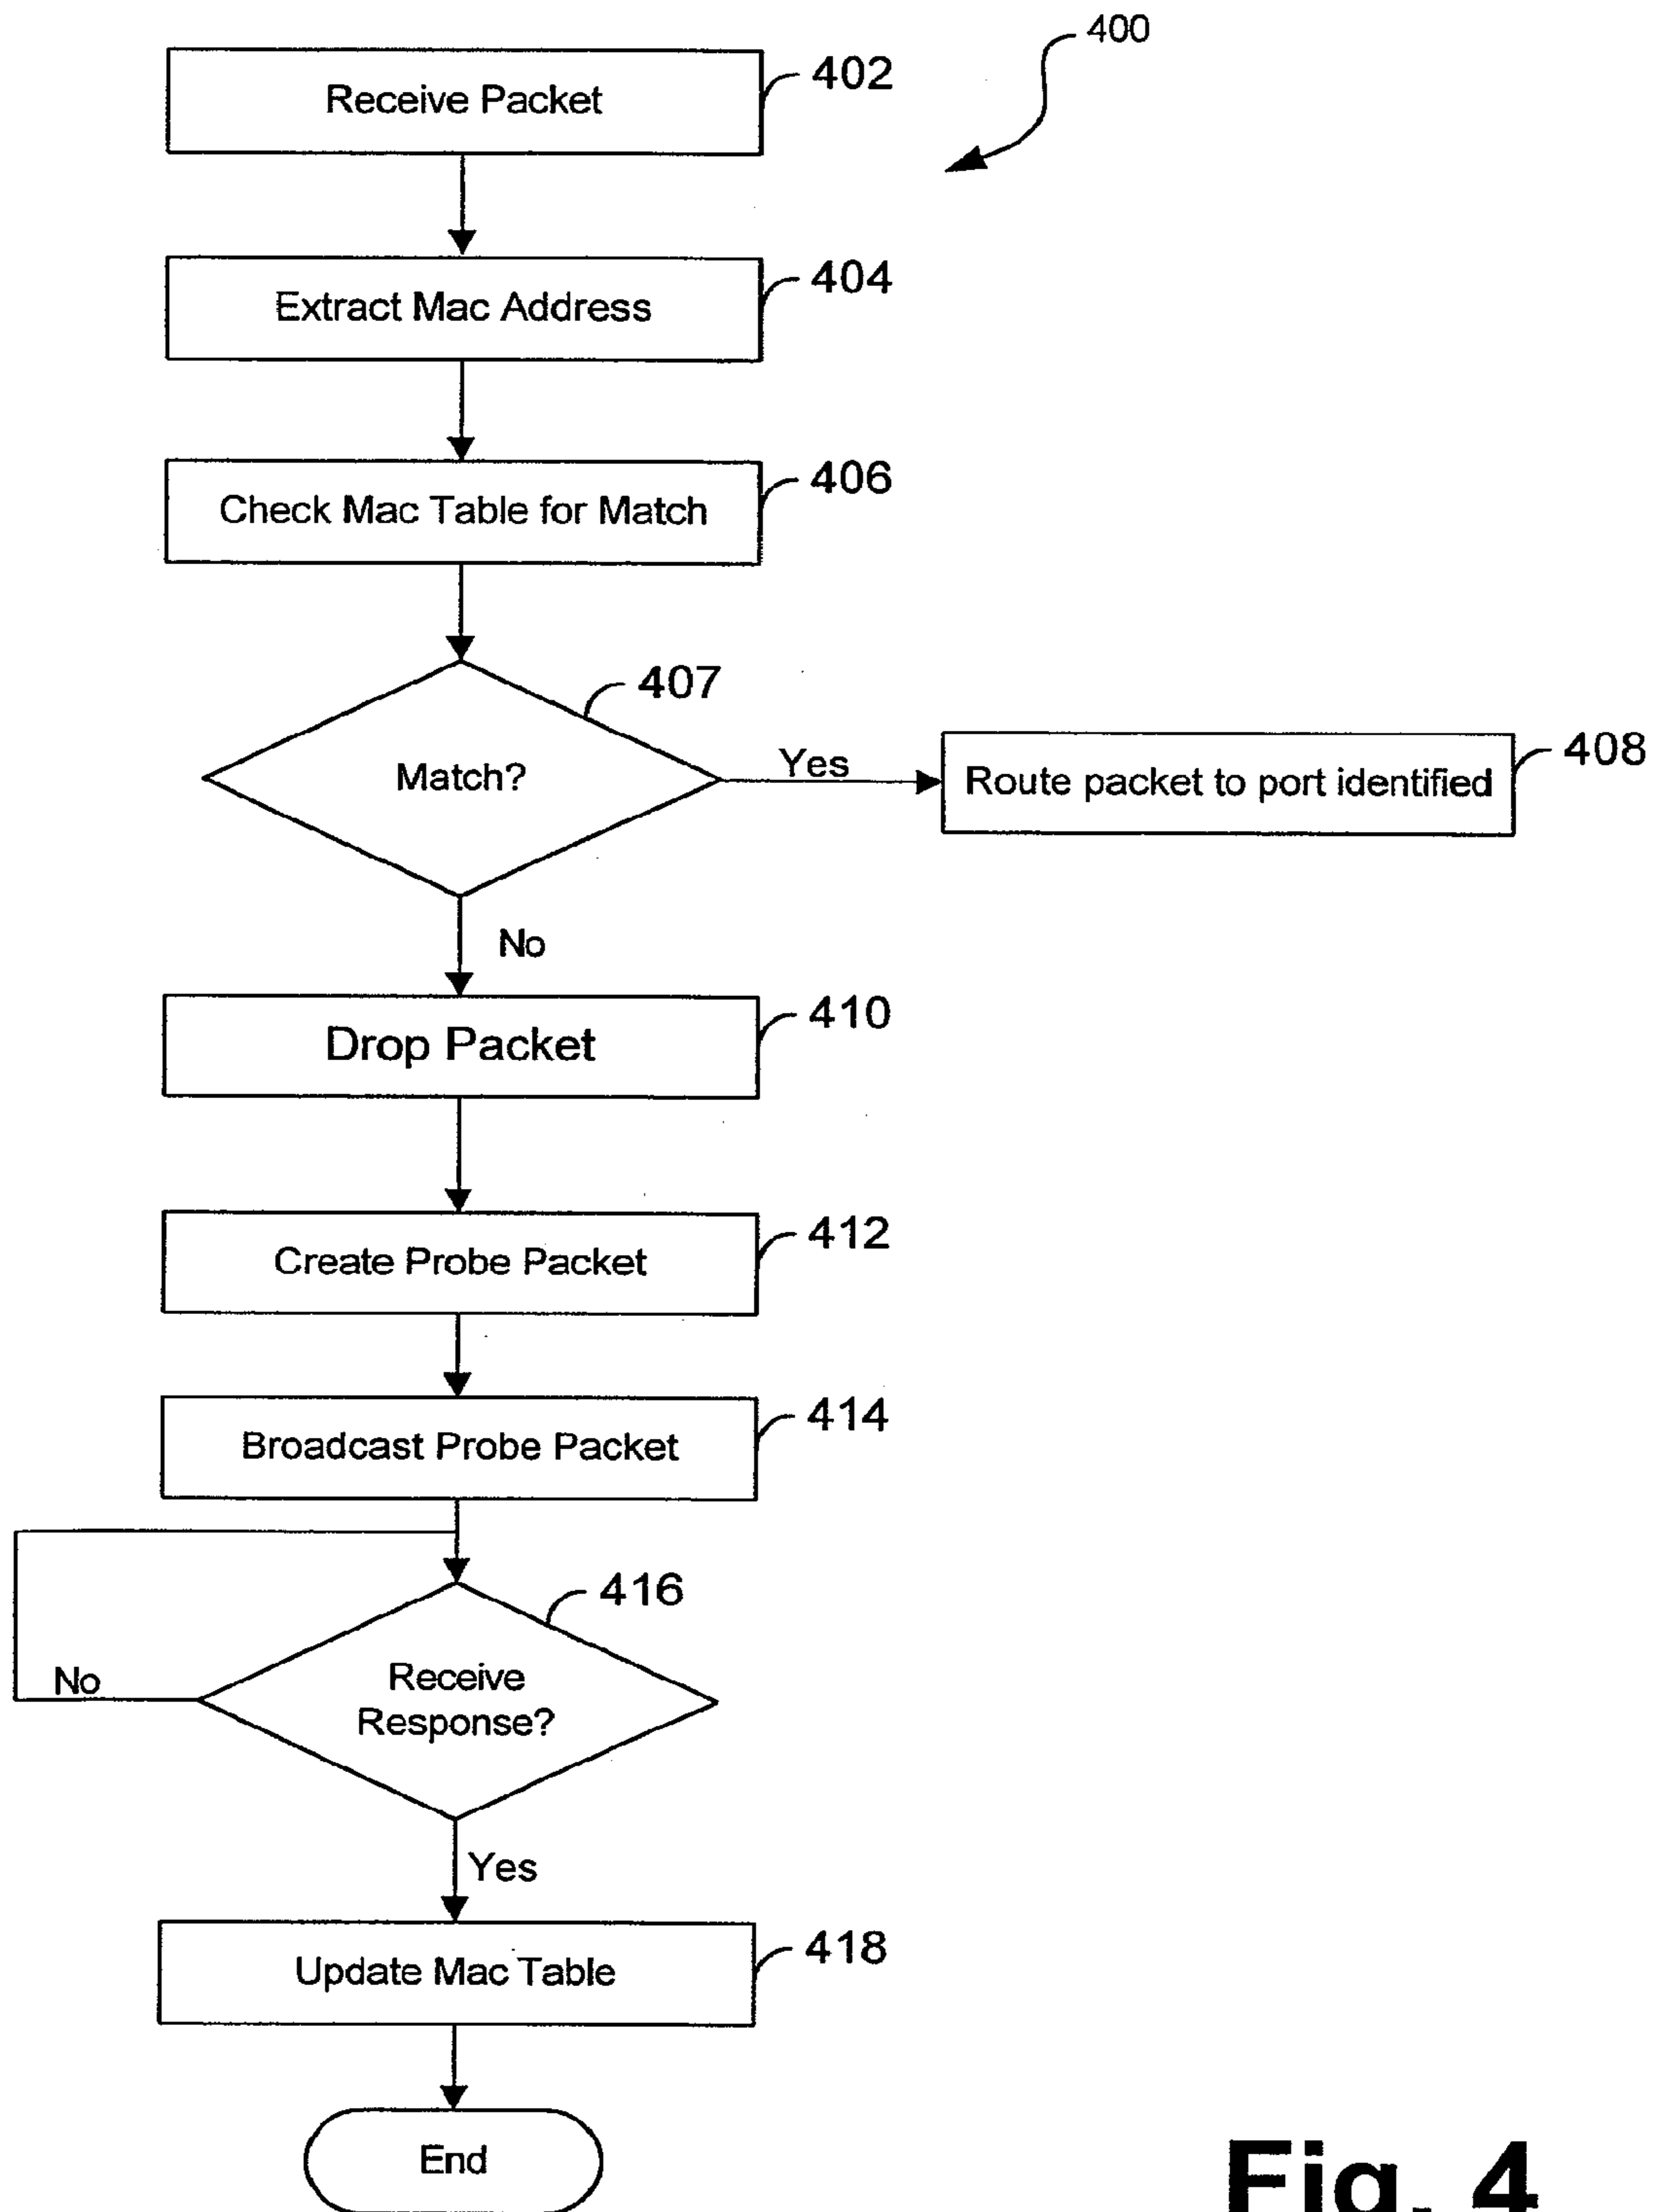 400
Receive Packet
402
Extract Mac Address
404
Check Mac Table for Match
406
407
Match?
Yes
Route packet to port identified
408
No
Drop Packet
410
Create Probe Packet
412
Broadcast Probe Packet
414
416
Receive
Response?
No
Yes
Update Mac Table
418
End
Fig. 4